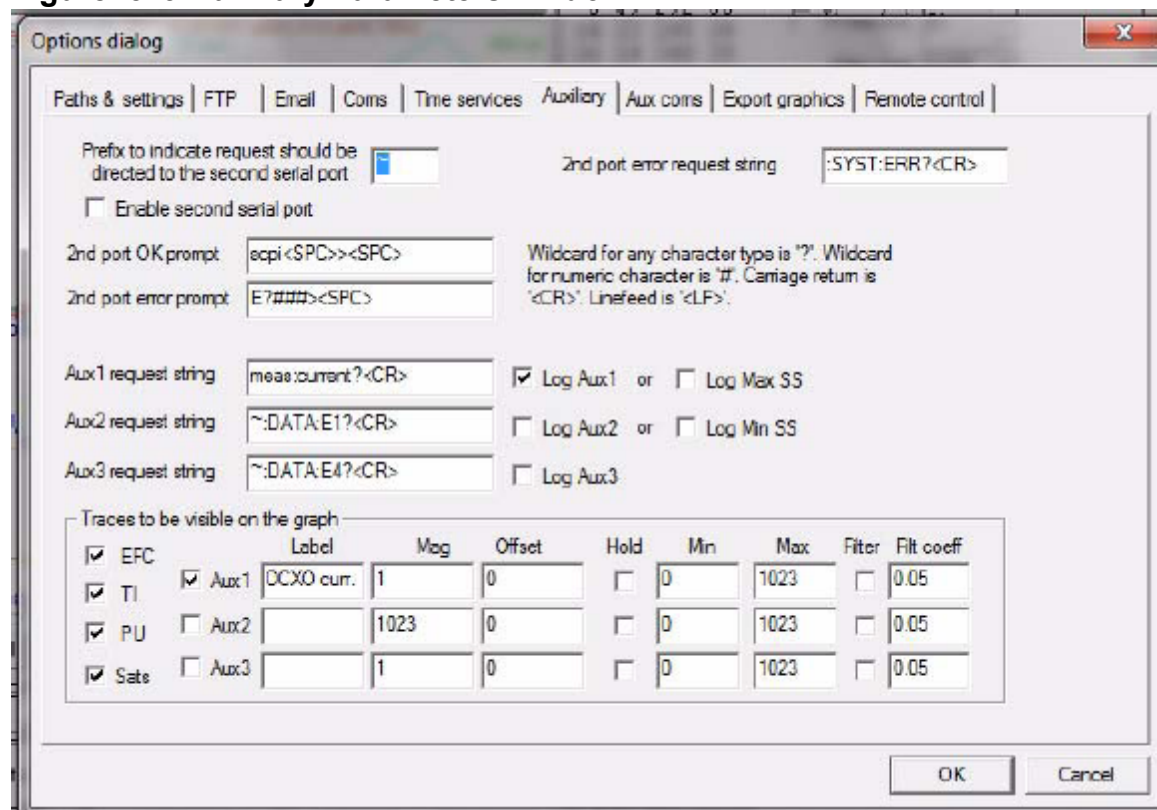 Options dialog
Paths & settings FTP Email Coms Time services Auxiliary Aux coms Export graphics Remote control
Prefix to indicate request should be directed to the second serial port ~
2nd port error request string :SYST:ERR?<CR>
Enable second serial port
2nd port OK prompt scpi<SPC>><SPC>
2nd port error prompt E?###><SPC>
Wildcard for any character type is '?'. Wildcard
for numeric character is '#'. Carriage return is
'<CR>'. Linefeed is '<LF>'.
Aux1 request string meas:current?<CR> Log Aux1 or Log Max SS
Aux2 request string ~:DATA:E1?<CR> Log Aux2 or Log Min SS
Aux3 request string ~:DATA:E4?<CR> Log Aux3
Traces to be visible on the graph
Label Mag Offset Hold Min Max Filter Filt coeff
EFC
TI
PU
Sats
Aux1 OCXO curr. 1 0 0 1023 0.05
Aux2 1023 0 0 1023 0.05
Aux3 1 0 0 1023 0.05
OK Cancel